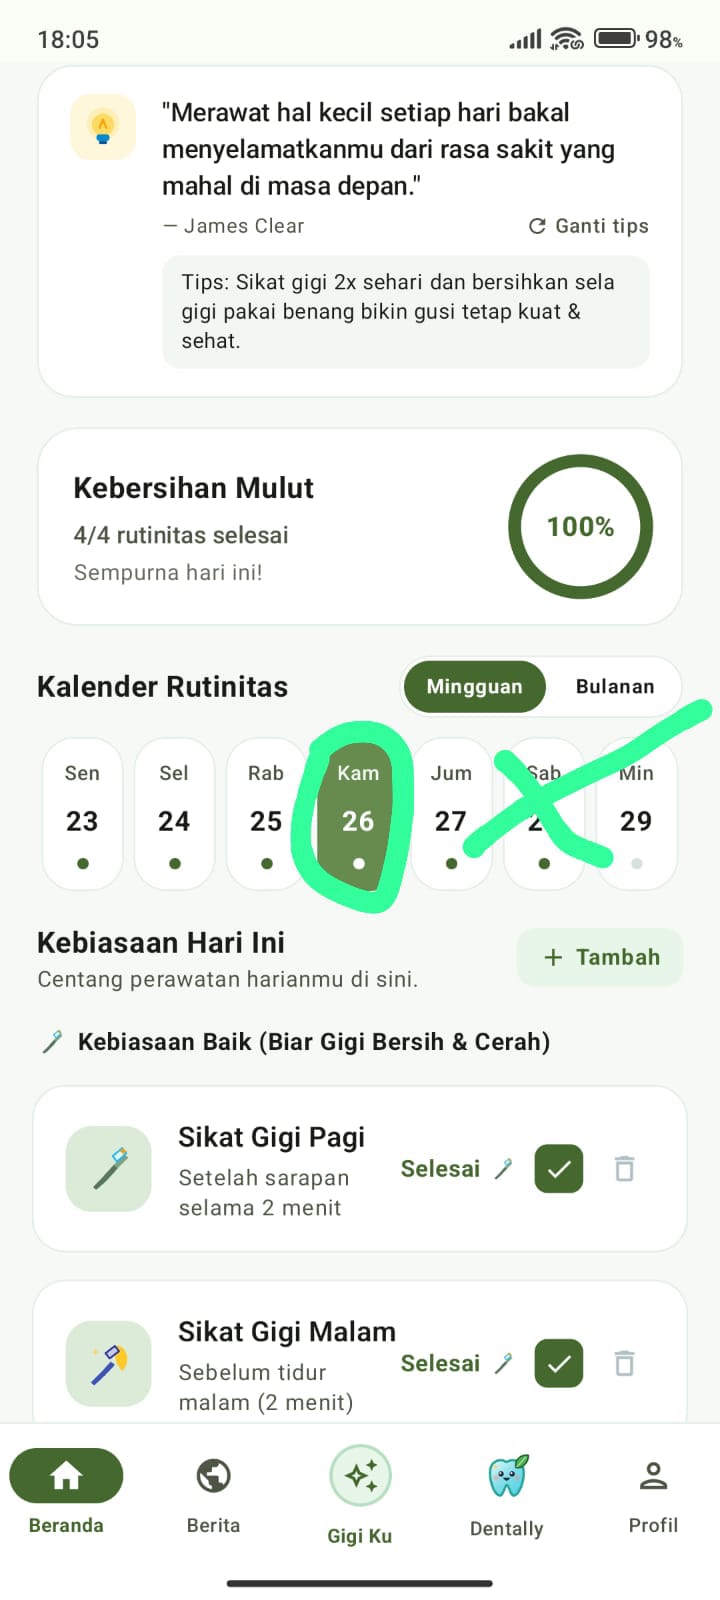 18:05
98%
"Merawat hal kecil setiap hari bakal
menyelamatkanmu dari rasa sakit yang
mahal di masa depan."
— James Clear
Ganti tips
Tips: Sikat gigi 2x sehari dan bersihkan sela
gigi pakai benang bikin gusi tetap kuat &
sehat.
Kebersihan Mulut
4/4 rutinitas selesai
Sempurna hari ini!
100%
Kalender Rutinitas
Mingguan
Bulanan
Sen Sel Rab Kam Jum Sab Min
23 24 25 26 27 29
Kebiasaan Hari Ini
Centang perawatan harianmu di sini.
+ Tambah
Kebiasaan Baik (Biar Gigi Bersih & Cerah)
Sikat Gigi Pagi
Setelah sarapan
selama 2 menit
Selesai
Sikat Gigi Malam
Sebelum tidur
malam (2 menit)
Selesai
Beranda
Berita
Gigi Ku
Dentally
Profil